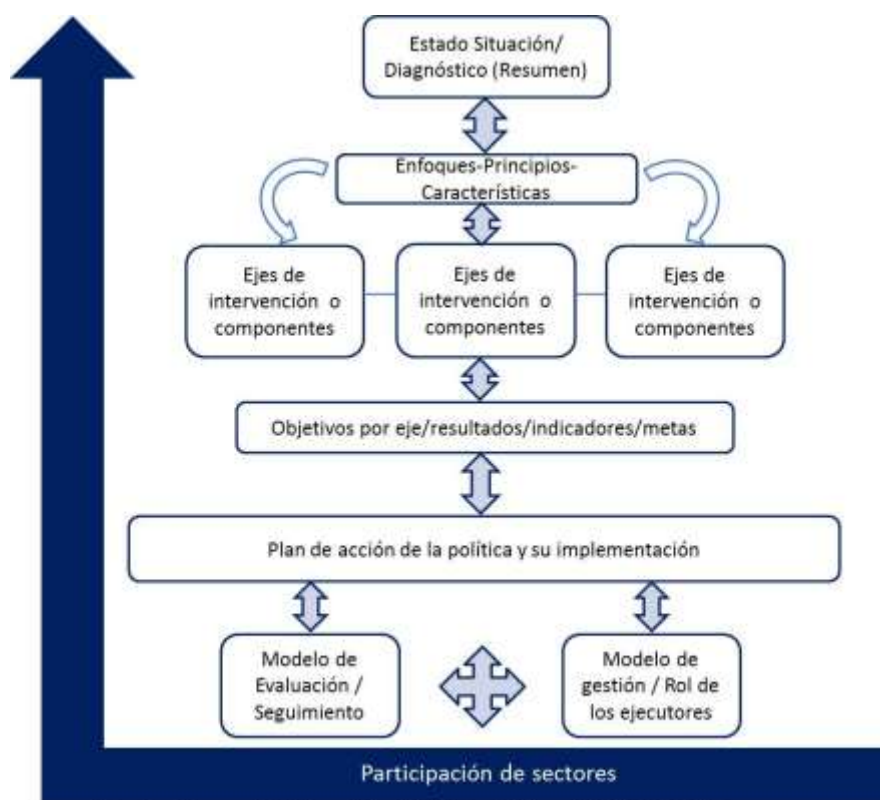 Estado Situación/
Diagnóstico (Resumen)
Enfoques-Principios-
Características
Ejes de
intervención o
componentes
Ejes de
intervención o
componentes
Ejes de
intervención o
componentes
Objetivos por eje/resultados/indicadores/metas
Plan de acción de la política y su implementación
Modelo de
Evaluación /
Seguimiento
Modelo de
gestión / Rol de
los ejecutores
Participación de sectores